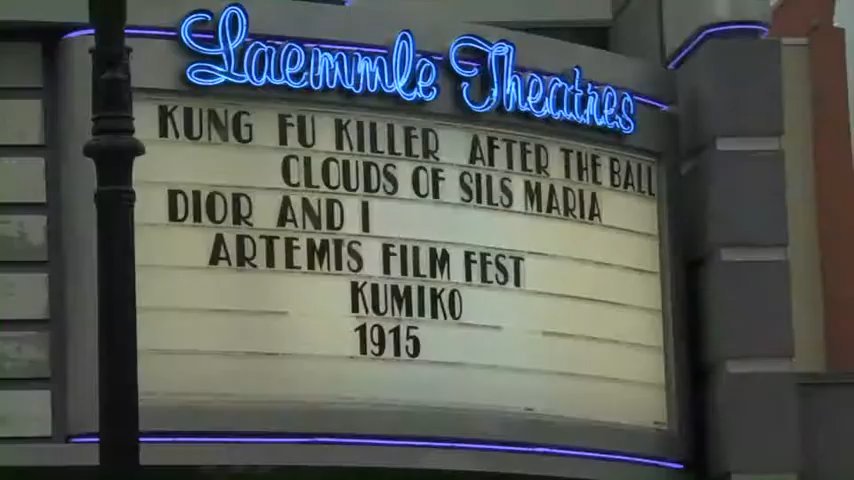 Laemmle Theatres
KUNG FU KILLER AFTER THE BALL
CLOUDS OF SILS MARIA
DIOR AND I
ARTEMIS FILM FEST
KUMIKO
1915